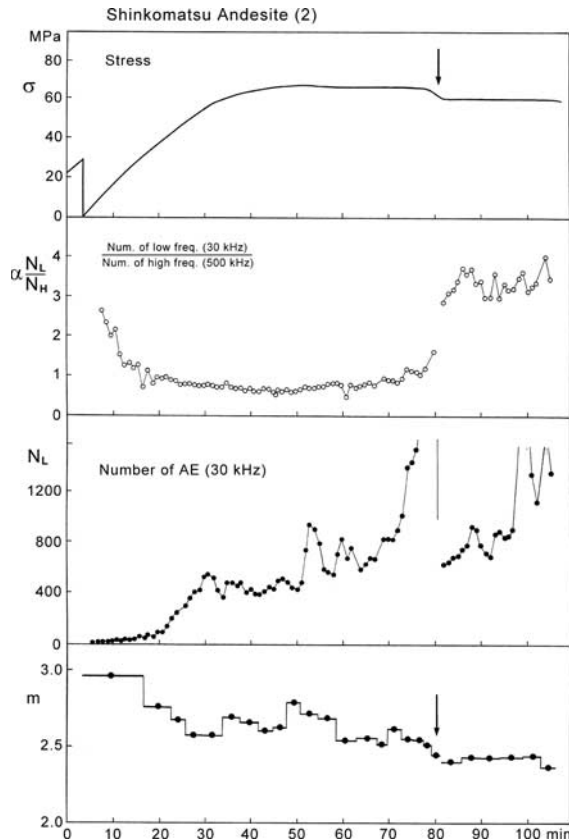 Shinkomatsu Andesite (2)
MPa
80
σ
60
40
20
0
Stress
4
α N_L / N_H
3
2
1
0
Num. of low freq. (30 kHz)
Num. of high freq. (500 kHz)
N_L
1200
800
400
0
Number of AE (30 kHz)
3.0
m
2.5
2.0
0 10 20 30 40 50 60 70 80 90 100 min